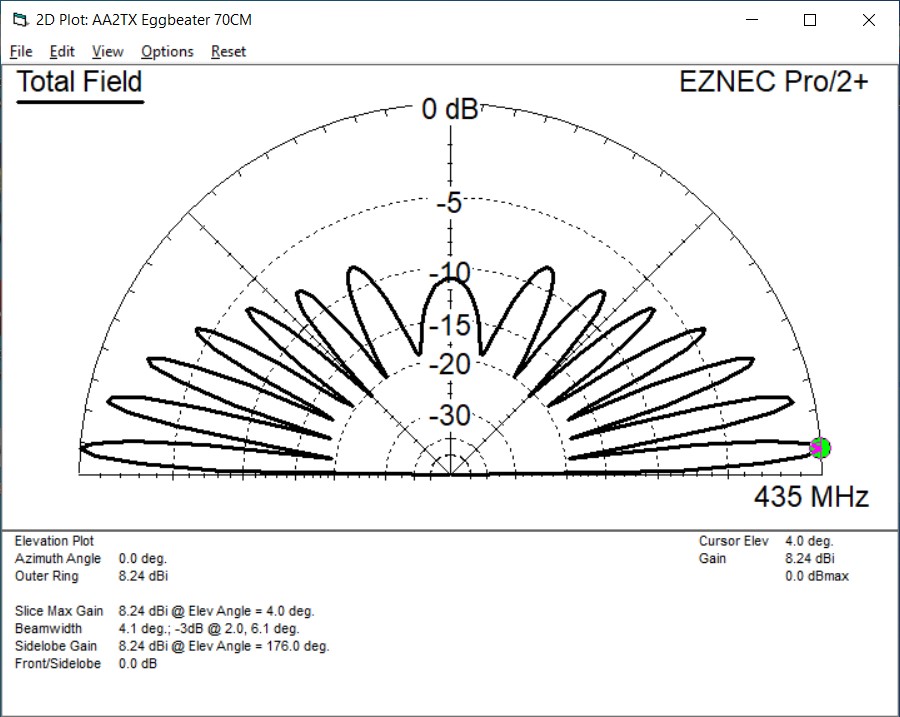 2D Plot: AA2TX Eggbeater 70CM
File Edit View Options Reset
Total Field
EZNEC Pro/2+
0 dB
-5
-10
-15
-20
-30
435 MHz
Elevation Plot
Azimuth Angle 0.0 deg.
Outer Ring 8.24 dBi
Slice Max Gain 8.24 dBi @ Elev Angle = 4.0 deg.
Beamwidth 4.1 deg.; -3dB @ 2.0, 6.1 deg.
Sidelobe Gain 8.24 dBi @ Elev Angle = 176.0 deg.
Front/Sidelobe 0.0 dB
Cursor Elev 4.0 deg.
Gain 8.24 dBi
0.0 dBmax